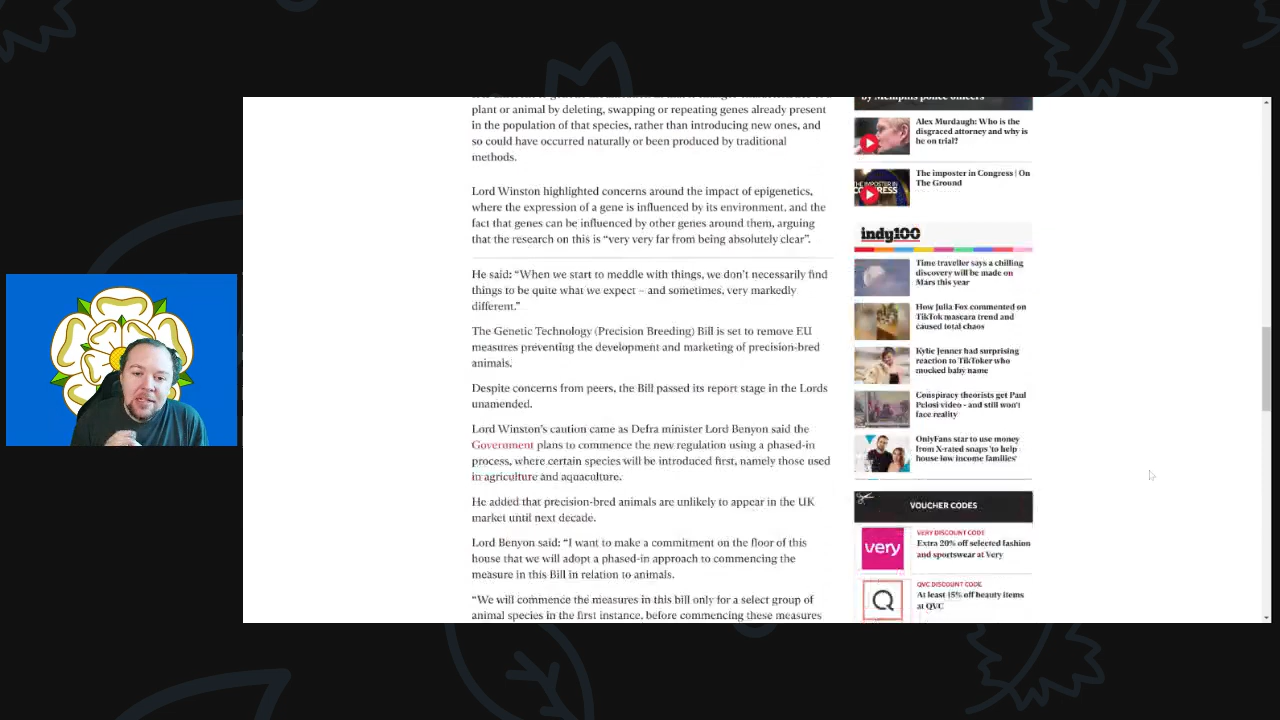 plant or animal by deleting, swapping or repeating genes already present
in the population of that species, rather than introducing new ones, and
so could have occurred naturally or been produced by traditional
methods.
Lord Winston highlighted concerns around the impact of epigenetics,
where the expression of a gene is influenced by its environment, and the
fact that genes can be influenced by other genes around them, arguing
that the research on this is “very very far from being absolutely clear”.
He said: “When we start to meddle with things, we don’t necessarily find
things to be quite what we expect – and sometimes, very markedly
different.”
The Genetic Technology (Precision Breeding) Bill is set to remove EU
measures preventing the development and marketing of precision-bred
animals.
Despite concerns from peers, the Bill passed its report stage in the Lords
unamended.
Lord Winston’s caution came as Defra minister Lord Benyon said the
Government plans to commence the new regulation using a phased-in
process, where certain species will be introduced first, namely those used
in agriculture and aquaculture.
He added that precision-bred animals are unlikely to appear in the UK
market until next decade.
Lord Benyon said: “I want to make a commitment on the floor of this
house that we will adopt a phased-in approach to commencing the
measure in this Bill in relation to animals.
“We will commence the measures in this bill only for a select group of
animal species in the first instance, before commencing these measures
by Memphis police officers
Alex Murdaugh: Who is the
disgraced attorney and why is
he on trial?
THE IMPOSTER IN
CONGRESS
The imposter in Congress | On
The Ground
indy100
Time traveller says a chilling
discovery will be made on
Mars this year
How Julia Fox commented on
TikTok mascara trend and
caused total chaos
Kylie Jenner had surprising
reaction to TikToker who
mocked baby name
Conspiracy theorists get Paul
Pelosi video - and still won't
face reality
OnlyFans star to use money
from X-rated snaps 'to help
house low income families'
VOUCHER CODES
very
VERY DISCOUNT CODE
Extra 20% off selected fashion
and sportswear at Very
Q
QVC DISCOUNT CODE
At least 15% off beauty items
at QVC